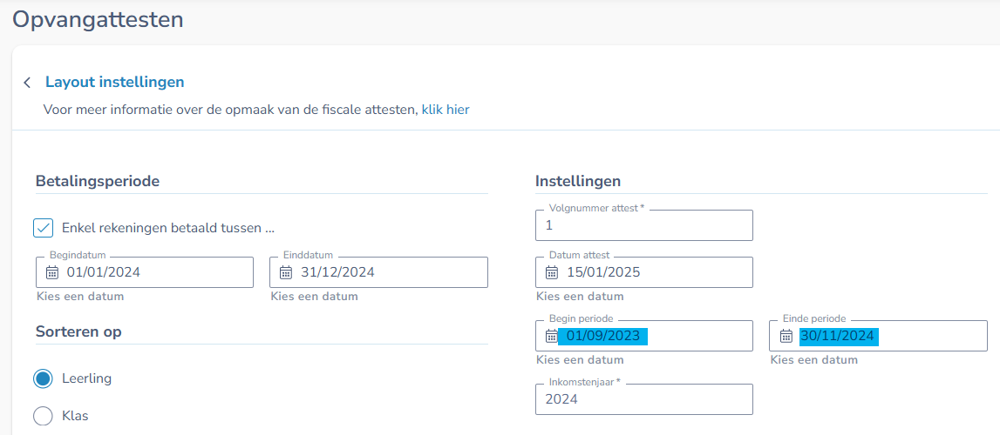 Opvangattesten
Layout instellingen
Voor meer informatie over de opmaak van de fiscale attesten, klik hier
Betalingsperiode
Enkel rekeningen betaald tussen ...
Begindatum
01/01/2024
Kies een datum
Einddatum
31/12/2024
Kies een datum
Sorteren op
Leerling
Klas
Instellingen
Volgnummer attest *
1
Datum attest
15/01/2025
Kies een datum
Begin periode
01/09/2023
Kies een datum
Einde periode
30/11/2024
Kies een datum
Inkomstenjaar *
2024